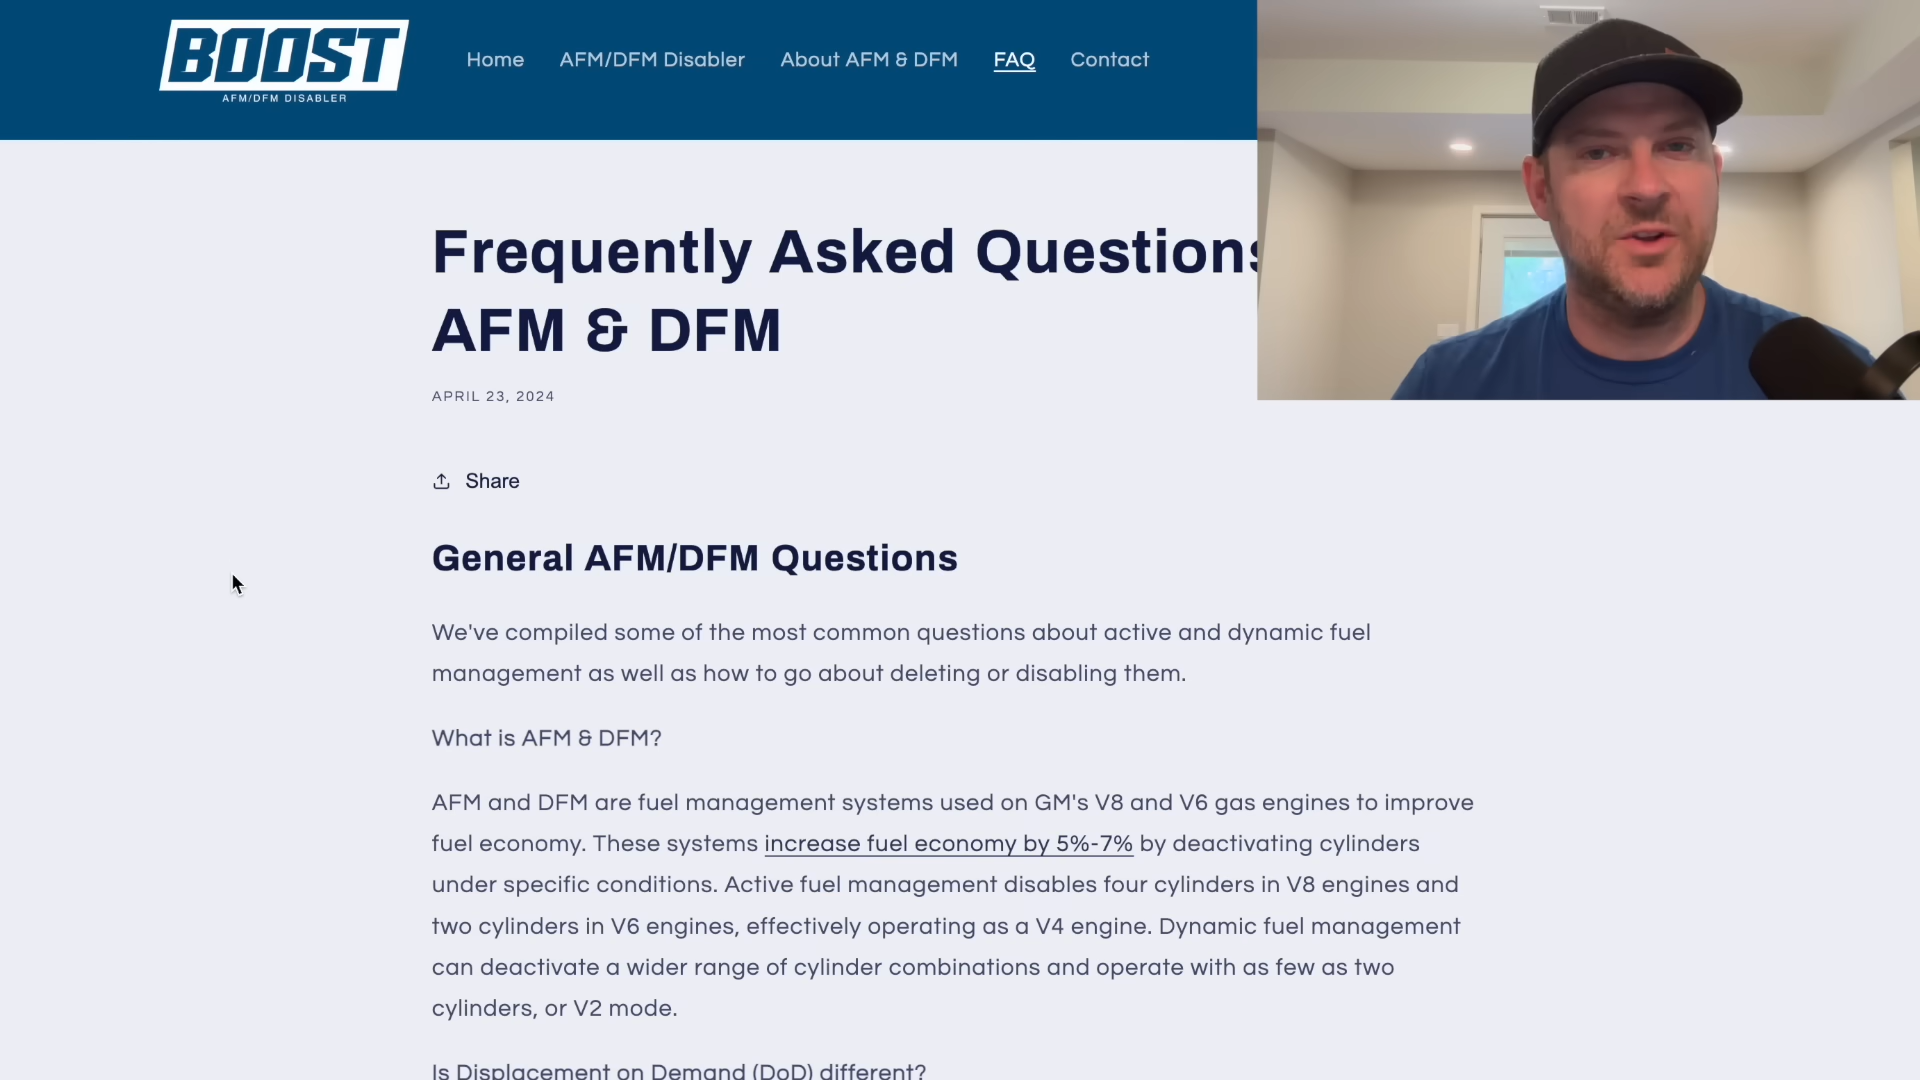 BOOST
AFM/DFM DISABLER
Home
AFM/DFM Disabler
About AFM & DFM
FAQ
Contact
Frequently Asked Questions
AFM & DFM
APRIL 23, 2024
Share
General AFM/DFM Questions
We've compiled some of the most common questions about active and dynamic fuel
management as well as how to go about deleting or disabling them.
What is AFM & DFM?
AFM and DFM are fuel management systems used on GM's V8 and V6 gas engines to improve
fuel economy. These systems increase fuel economy by 5%-7% by deactivating cylinders
under specific conditions. Active fuel management disables four cylinders in V8 engines and
two cylinders in V6 engines, effectively operating as a V4 engine. Dynamic fuel management
can deactivate a wider range of cylinder combinations and operate with as few as two
cylinders, or V2 mode.
Is Displacement on Demand (DoD) different?